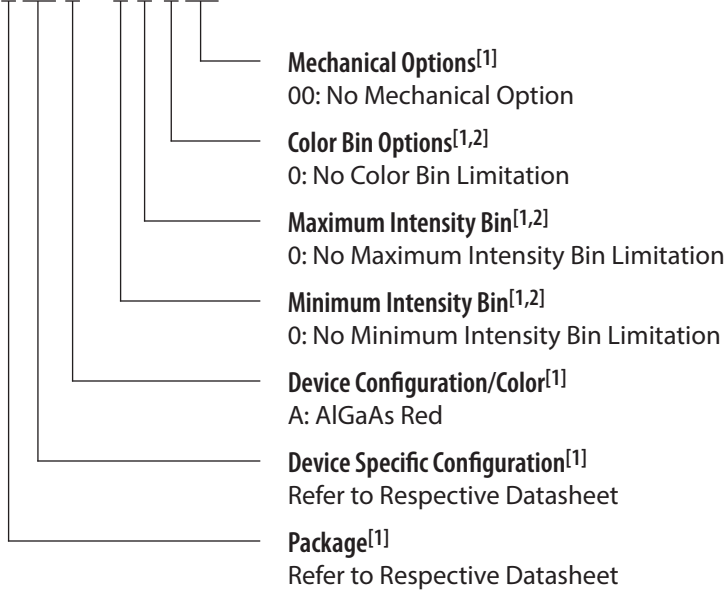 Mechanical Options[1]
00: No Mechanical Option
Color Bin Options[1,2]
0: No Color Bin Limitation
Maximum Intensity Bin[1,2]
0: No Maximum Intensity Bin Limitation
Minimum Intensity Bin[1,2]
0: No Minimum Intensity Bin Limitation
Device Configuration/Color[1]
A: AlGaAs Red
Device Specific Configuration[1]
Refer to Respective Datasheet
Package[1]
Refer to Respective Datasheet